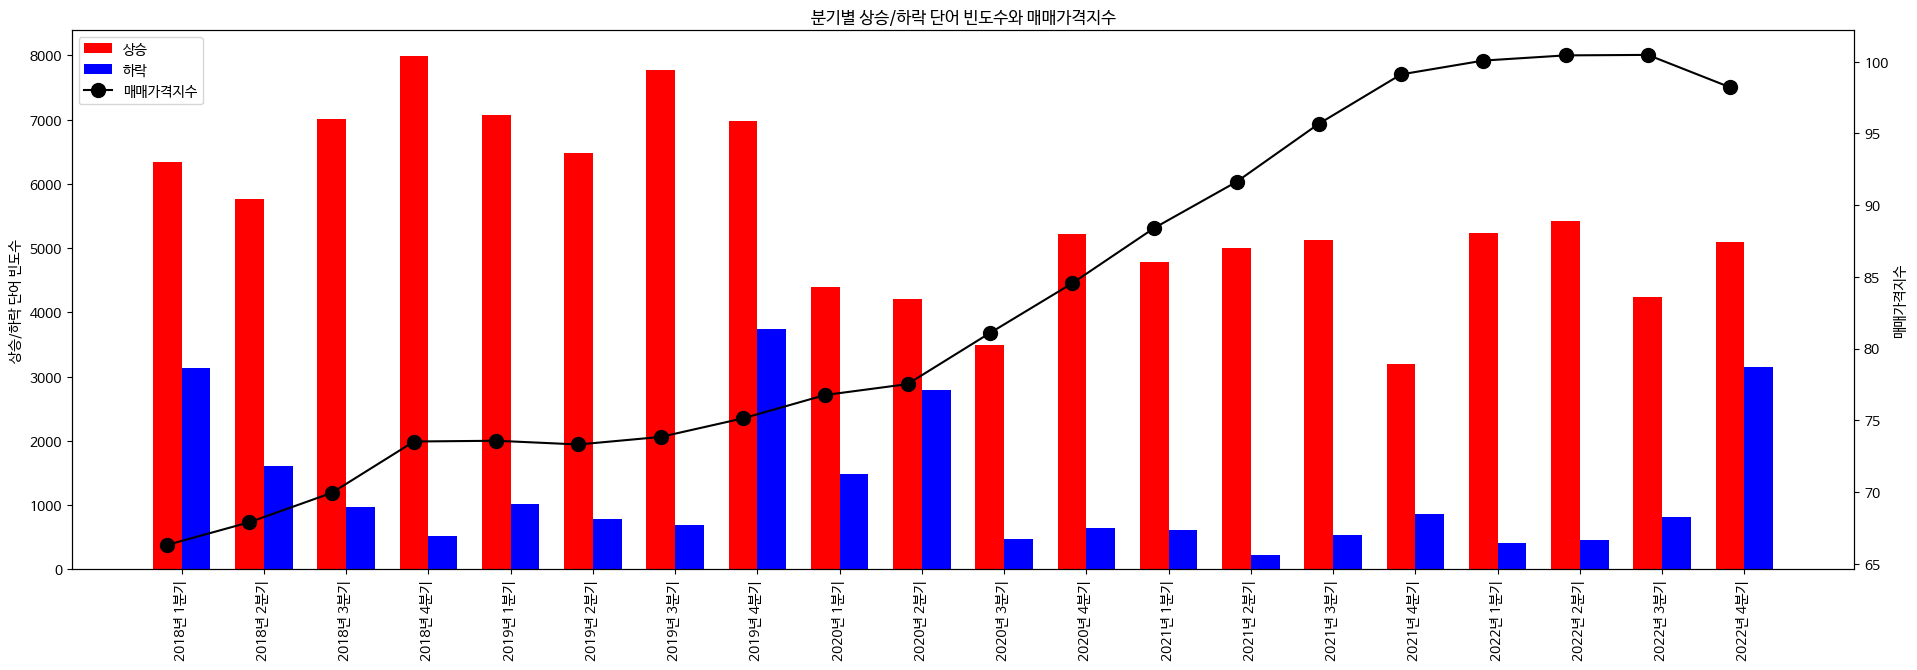 분기별 상승/하락 단어 빈도수와 매매가격지수
상승
하락
매매가격지수
상승/하락 단어 빈도수
8000
7000
6000
5000
4000
3000
2000
1000
0
매매가격지수
100
95
90
85
80
75
70
65
2018년 1분기
2018년 2분기
2018년 3분기
2018년 4분기
2019년 1분기
2019년 2분기
2019년 3분기
2019년 4분기
2020년 1분기
2020년 2분기
2020년 3분기
2020년 4분기
2021년 1분기
2021년 2분기
2021년 3분기
2021년 4분기
2022년 1분기
2022년 2분기
2022년 3분기
2022년 4분기